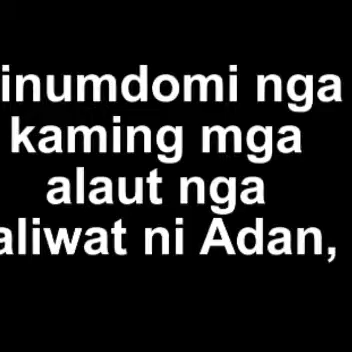 inumdomi nga
kaming mga
alaut nga
aliwat ni Adan,